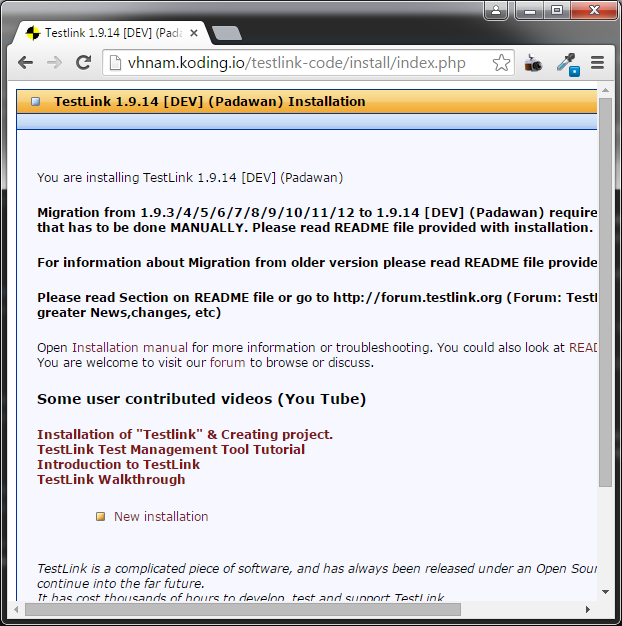 Testlink 1.9.14 [DEV] (Pada
vhnam.koding.io/testlink-code/install/index.php
TestLink 1.9.14 [DEV] (Padawan) Installation
You are installing TestLink 1.9.14 [DEV] (Padawan)
Migration from 1.9.3/4/5/6/7/8/9/10/11/12 to 1.9.14 [DEV] (Padawan) require
that has to be done MANUALLY. Please read README file provided with installation.
For information about Migration from older version please read README file provide
Please read Section on README file or go to http://forum.testlink.org (Forum: Test
greater News,changes, etc)
Open Installation manual for more information or troubleshooting. You could also look at READ
You are welcome to visit our forum to browse or discuss.
Some user contributed videos (You Tube)
Installation of "Testlink" & Creating project.
TestLink Test Management Tool Tutorial
Introduction to TestLink
TestLink Walkthrough
New installation
TestLink is a complicated piece of software, and has always been released under an Open Sour
continue into the far future.
It has cost thousands of hours to develop, test and support TestLink